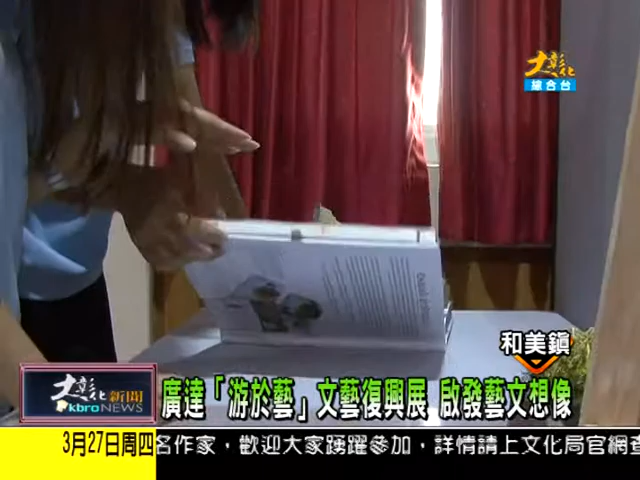 大彰化
綜合台
和美鎮
大彰化新聞
kbro NEWS
廣達「游於藝」文藝復興展 啟發藝文想像
3月27日周四
名作家，歡迎大家踴躍參加，詳情請上文化局官網查